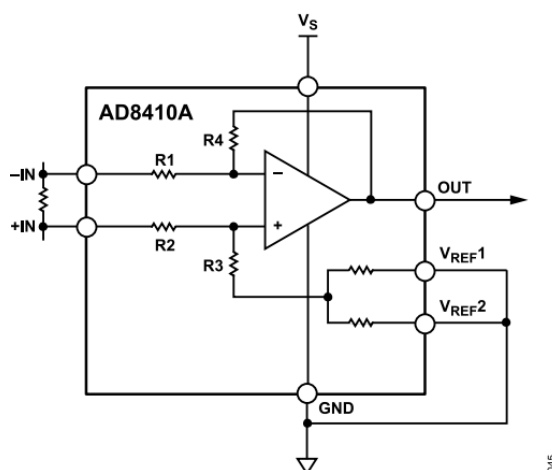 VS
AD8410A
R4
R1
–IN
−
OUT
+IN
+
R2
VREF1
R3
VREF2
GND